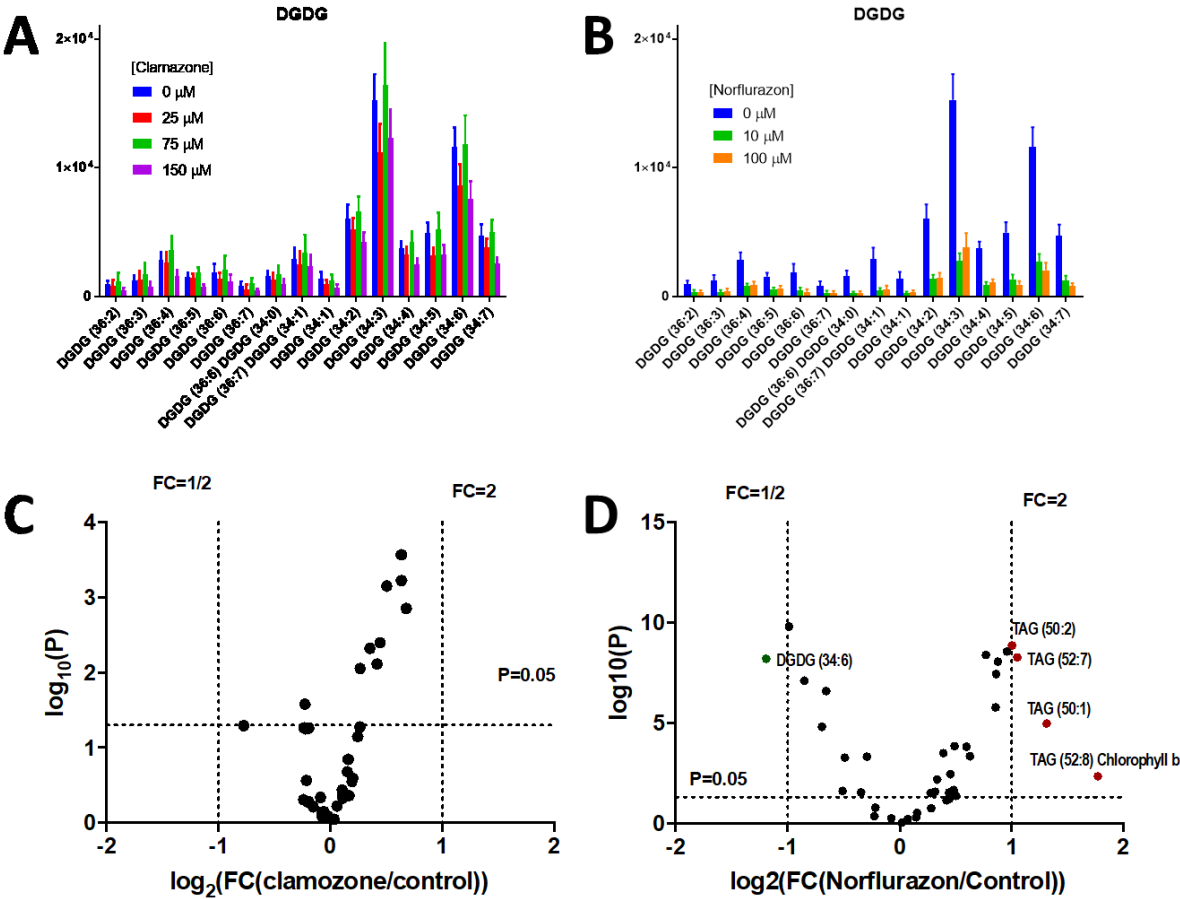 A
DGDG
2×10⁴
1×10⁴
0
[Clamazone]
0 µM
25 µM
75 µM
150 µM
DGDG (36:2)
DGDG (36:3)
DGDG (36:4)
DGDG (36:5)
DGDG (36:6)
DGDG (36:7)
DGDG (36:6) DGDG (34:0)
DGDG (36:7) DGDG (34:1)
DGDG (34:1)
DGDG (34:2)
DGDG (34:3)
DGDG (34:4)
DGDG (34:5)
DGDG (34:6)
DGDG (34:7)
B
DGDG
2×10⁴
1×10⁴
0
[Norflurazon]
0 µM
10 µM
100 µM
DGDG (36:2)
DGDG (36:3)
DGDG (36:4)
DGDG (36:5)
DGDG (36:6)
DGDG (36:7)
DGDG (36:6) DGDG (34:0)
DGDG (36:7) DGDG (34:1)
DGDG (34:1)
DGDG (34:2)
DGDG (34:3)
DGDG (34:4)
DGDG (34:5)
DGDG (34:6)
DGDG (34:7)
C
FC=1/2
FC=2
4
3
2
1
0
log₁₀(P)
P=0.05
-2
-1
0
1
2
log₂(FC(clamozone/control))
D
FC=1/2
FC=2
15
10
5
0
log10(P)
TAG (50:2)
DGDG (34:6)
TAG (52:7)
TAG (50:1)
TAG (52:8) Chlorophyll b
P=0.05
-2
-1
0
1
2
log2(FC(Norflurazon/Control))